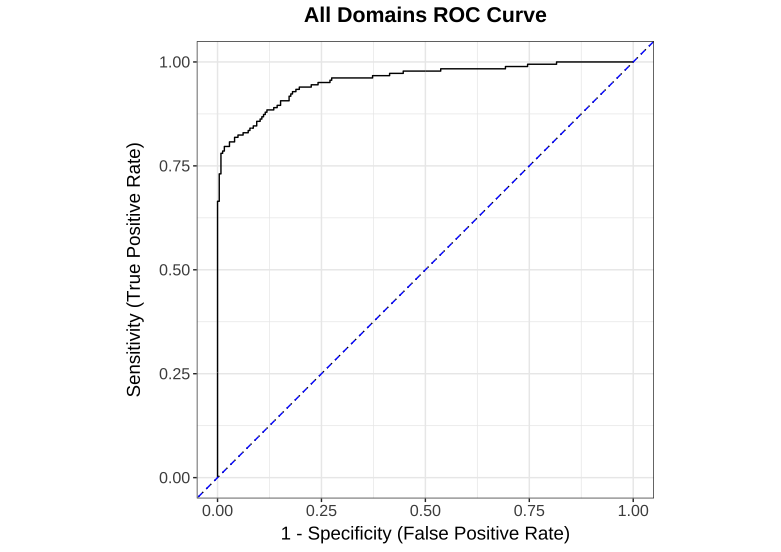 All Domains ROC Curve
Sensitivity (True Positive Rate)
1.00
0.75
0.50
0.25
0.00
0.00 0.25 0.50 0.75 1.00
1 - Specificity (False Positive Rate)